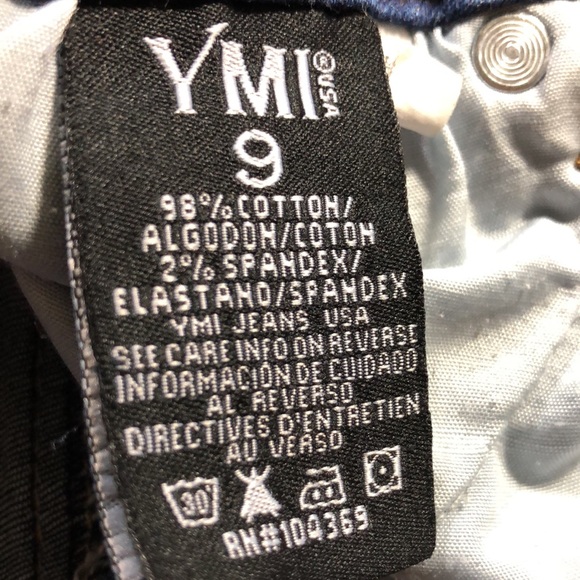 YMI®USA
9
98% COTTON/
ALGODON/COTON
2% SPANDEX/
ELASTANO/SPANDEX
YMI JEANS USA
SEE CARE INFO ON REVERSE
INFORMACIÓN DE CUIDADO
AL REVERSO
DIRECTIVES D'ENTRETIEN
AU VERSO
30
RN#104369